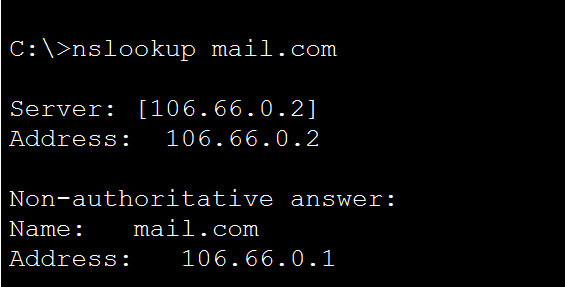 C:\>nslookup mail.com
Server: [106.66.0.2]
Address:  106.66.0.2
Non-authoritative answer:
Name:   mail.com
Address:   106.66.0.1